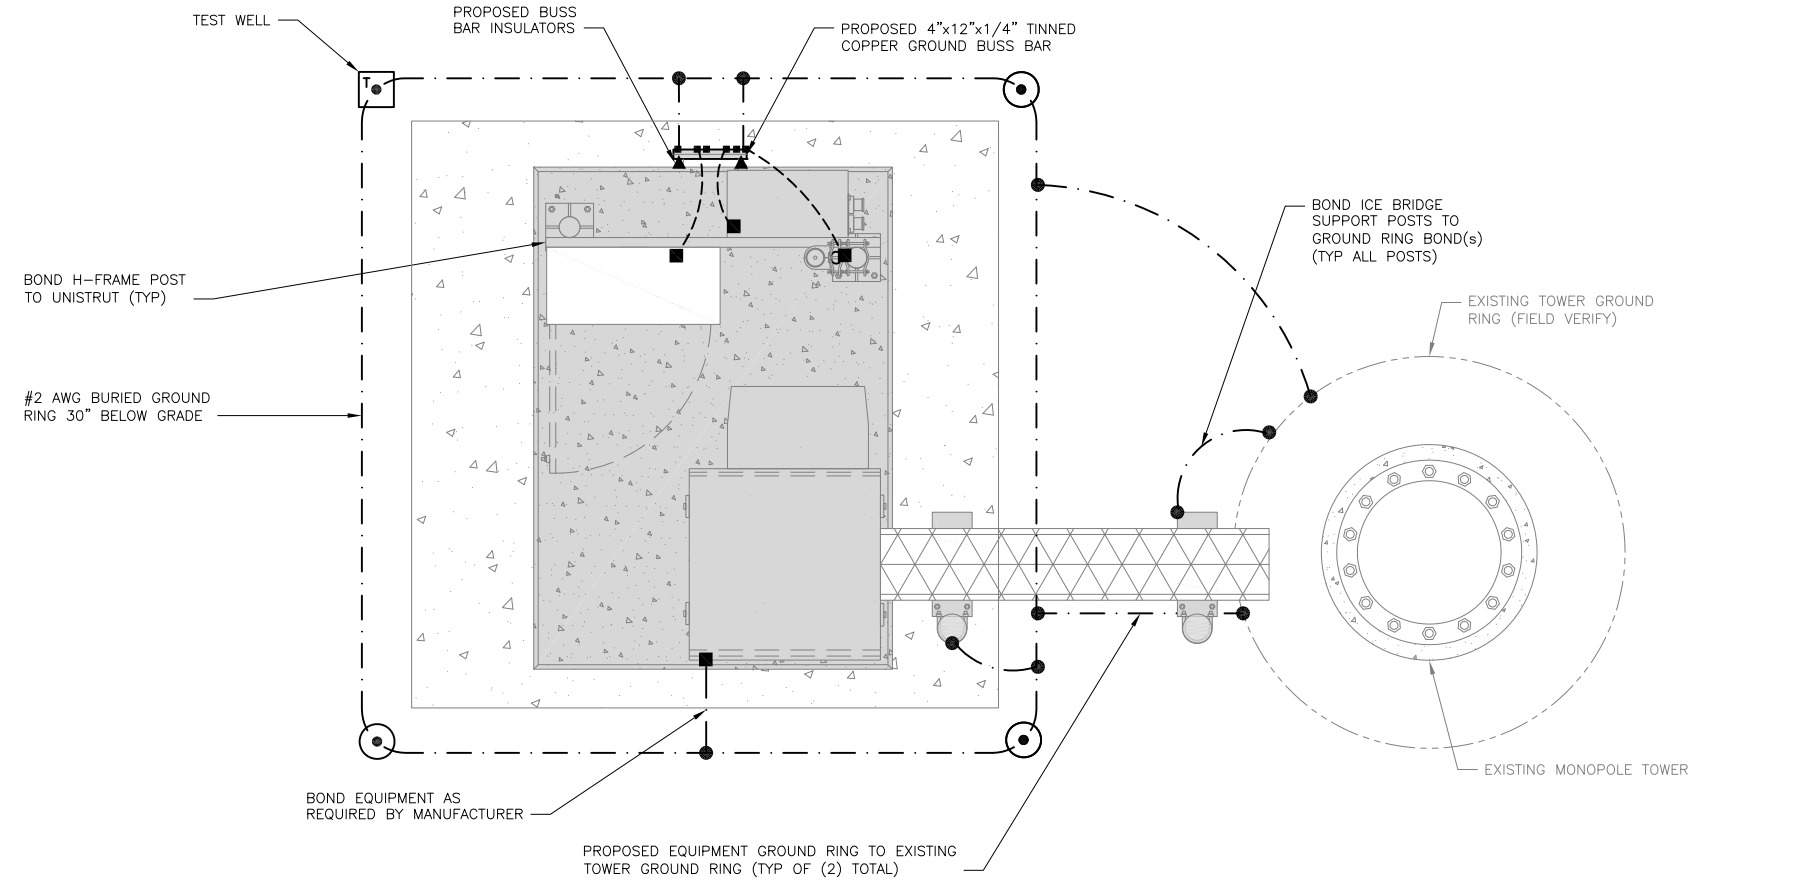 TEST WELL
PROPOSED BUSS
BAR INSULATORS
PROPOSED 4”x12”x1/4” TINNED
COPPER GROUND BUSS BAR
T
BOND ICE BRIDGE
SUPPORT POSTS TO
GROUND RING BOND(s)
(TYP ALL POSTS)
BOND H-FRAME POST
TO UNISTRUT (TYP)
EXISTING TOWER GROUND
RING (FIELD VERIFY)
#2 AWG BURIED GROUND
RING 30” BELOW GRADE
EXISTING MONOPOLE TOWER
BOND EQUIPMENT AS
REQUIRED BY MANUFACTURER
PROPOSED EQUIPMENT GROUND RING TO EXISTING
TOWER GROUND RING (TYP OF (2) TOTAL)